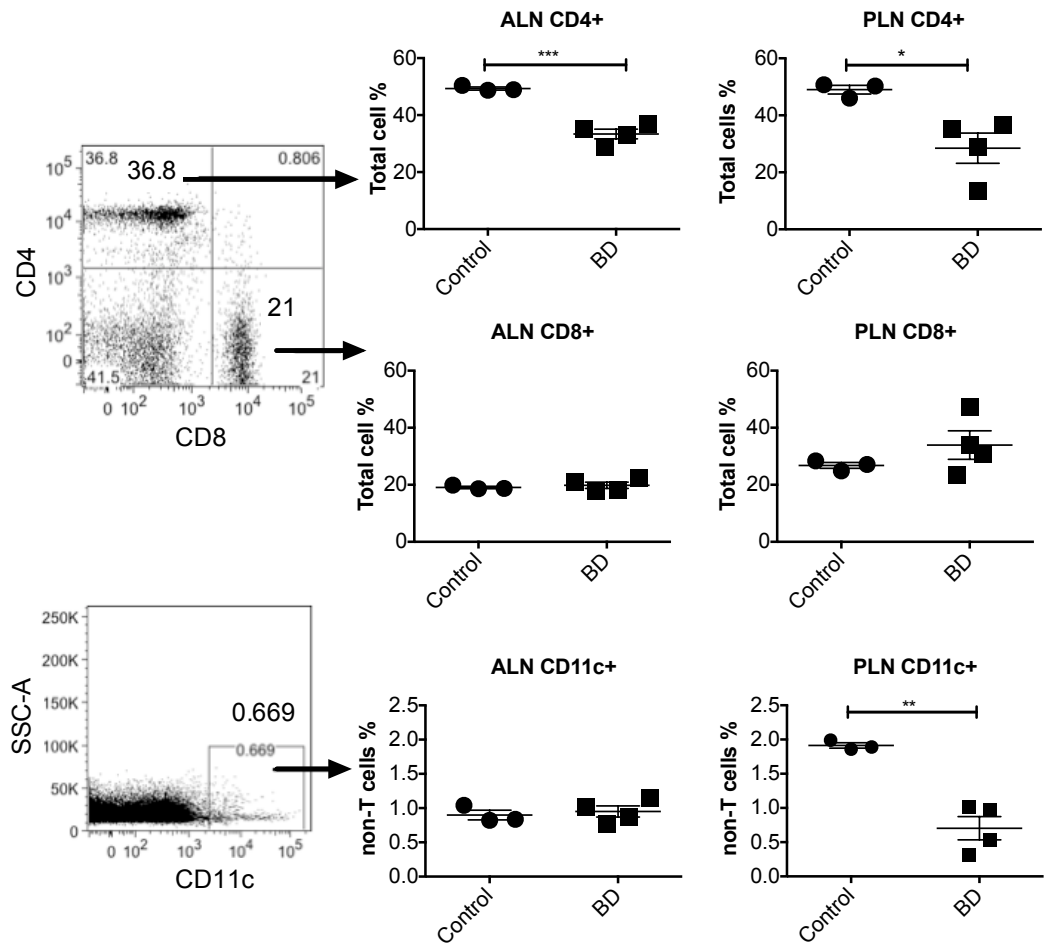 ALN CD4+
PLN CD4+
60
40
20
0
Total cell %
***
Control
BD
60
40
20
0
Total cells %
*
Control
BD
36.8
0.806
36.8
41.5
21
21
10^5
10^4
10^3
10^2
0
CD4
0 10^2 10^3 10^4 10^5
CD8
ALN CD8+
PLN CD8+
60
40
20
0
Total cell %
Control
BD
60
40
20
0
Total cell %
Control
BD
250K
200K
150K
100K
50K
0
SSC-A
0.669
0.669
0 10^2 10^3 10^4 10^5
CD11c
ALN CD11c+
PLN CD11c+
2.5
2.0
1.5
1.0
0.5
0.0
non-T cells %
Control
BD
2.5
2.0
1.5
1.0
0.5
0.0
non-T cells %
**
Control
BD